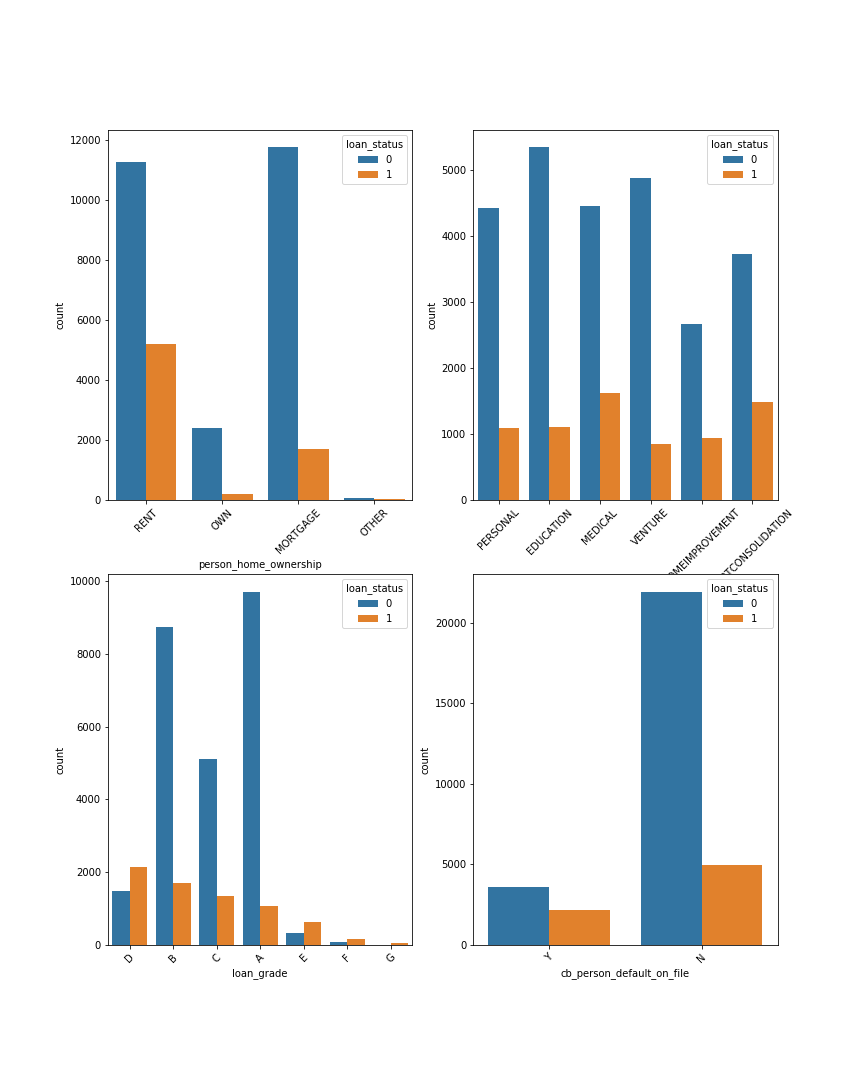 12000
10000
8000
6000
4000
2000
0
count
loan_status
0
1
RENT
OWN
MORTGAGE
OTHER
person_home_ownership
5000
4000
3000
2000
1000
0
count
loan_status
0
1
PERSONAL
EDUCATION
MEDICAL
VENTURE
OMEIMPROVEMENT
TCONSOLIDATION
10000
8000
6000
4000
2000
0
count
loan_status
0
1
D
B
C
A
E
F
G
loan_grade
20000
15000
10000
5000
0
count
loan_status
0
1
Y
N
cb_person_default_on_file